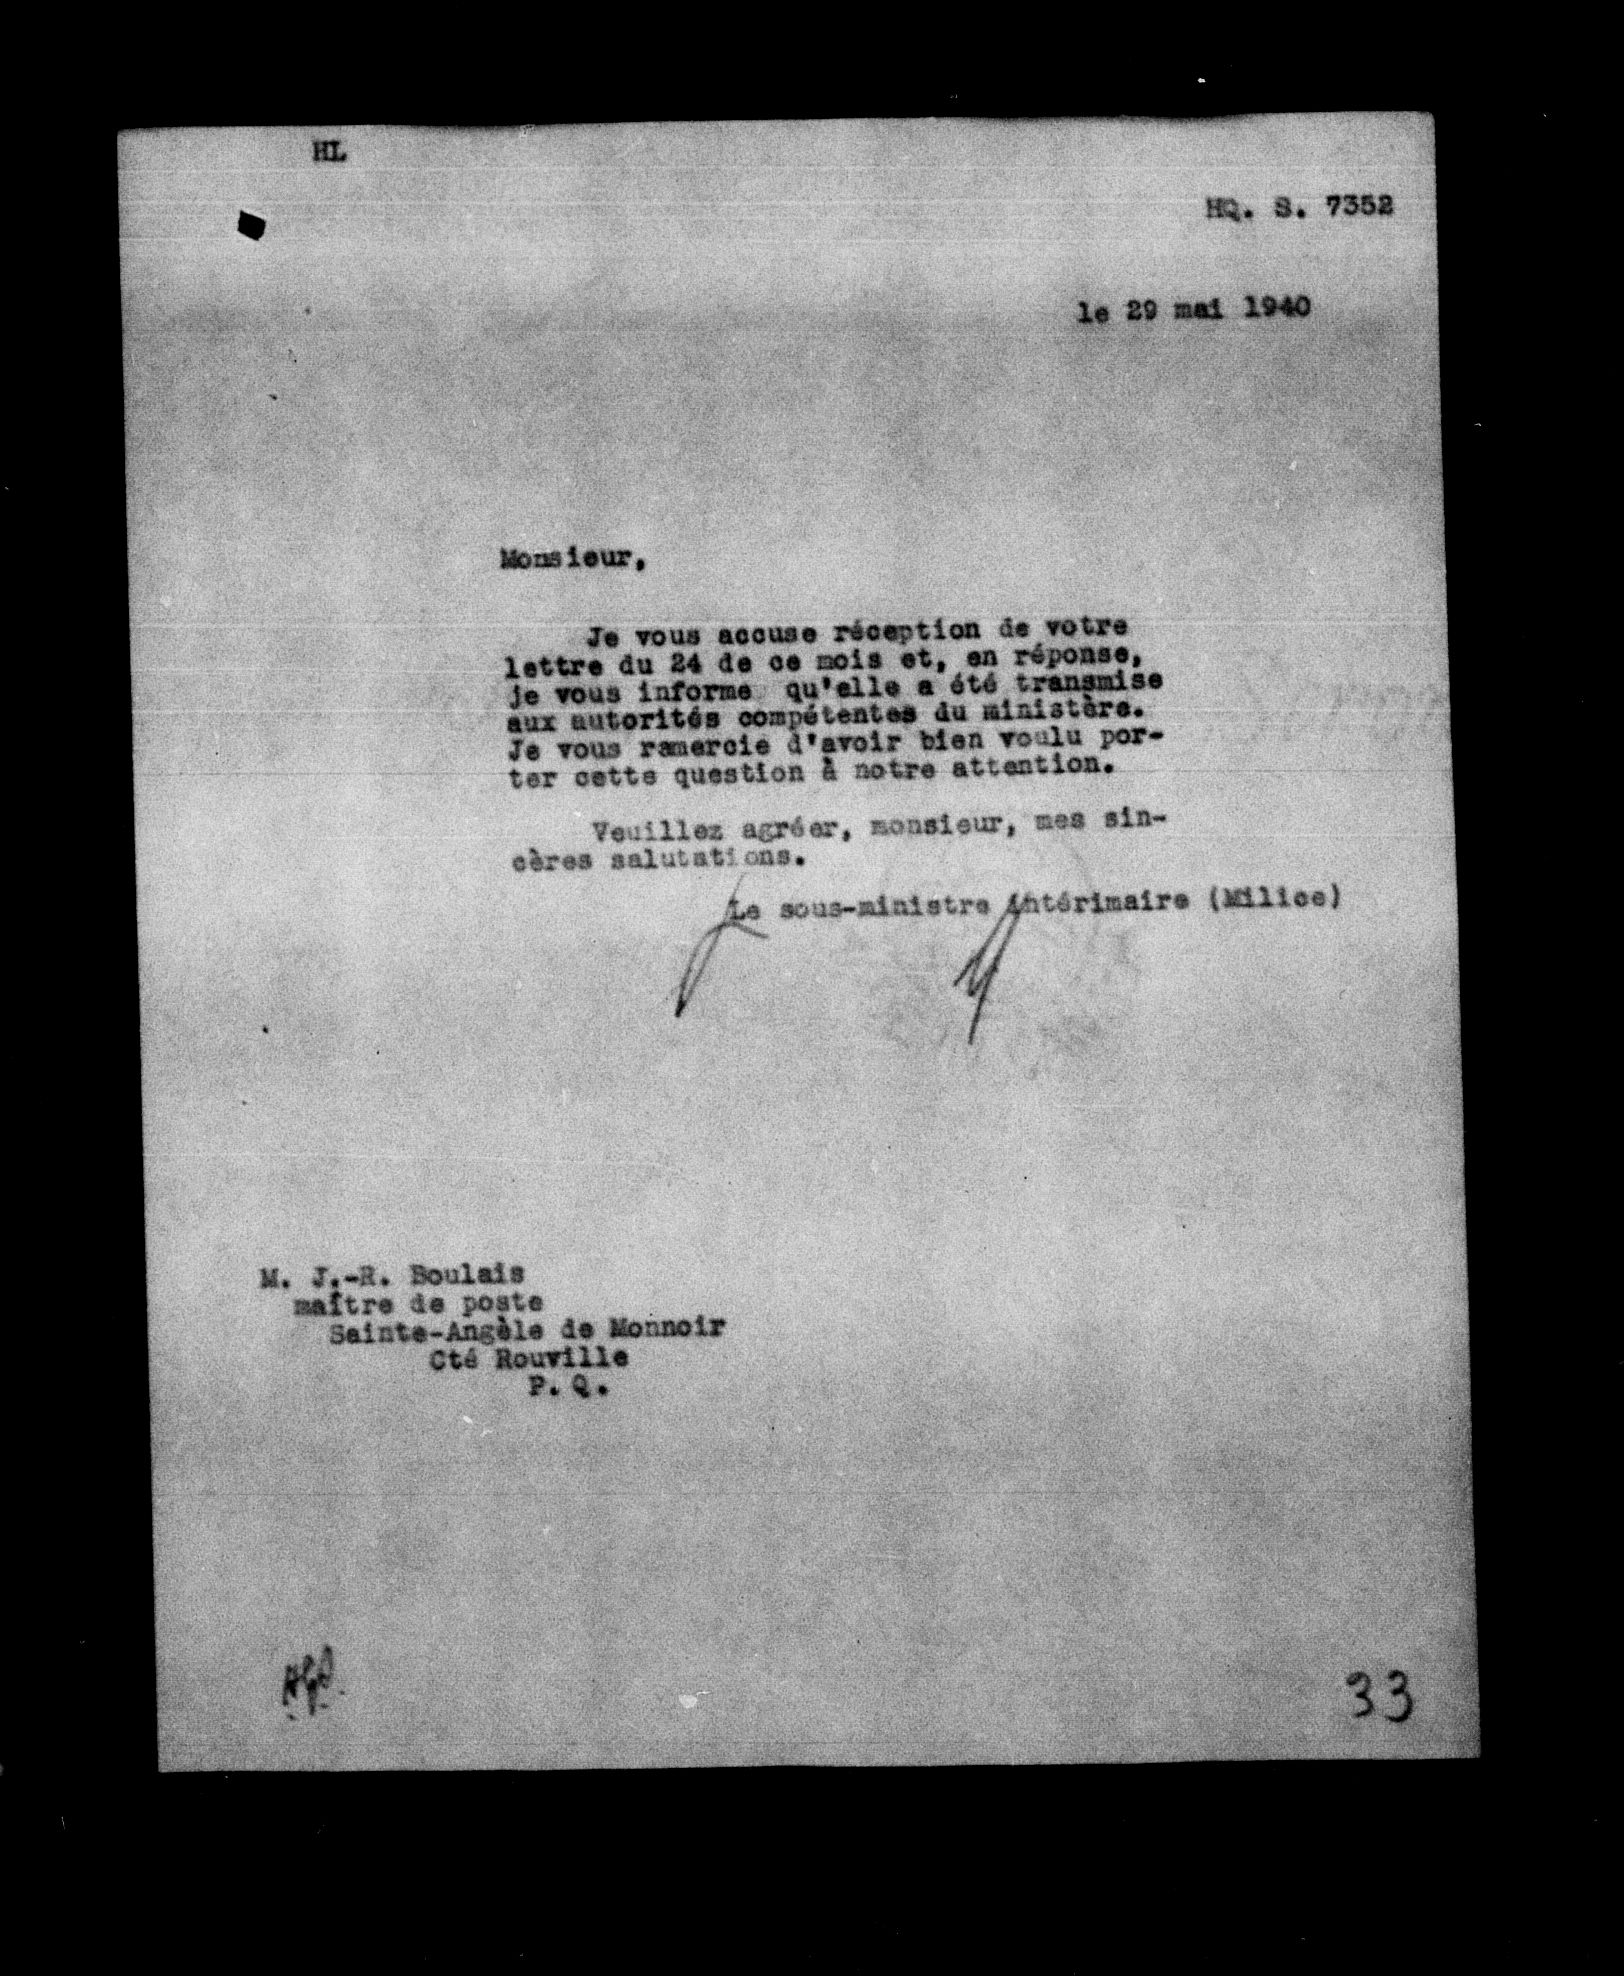 HL
HQ. S. 7352
le 29 mai 1940
Monsieur,
Je vous accuse réception de votre
lettre du 24 de ce mois et, en réponse,
je vous informe qu'elle a été transmise
aux autorités compétentes du ministère.
Je vous remercie d'avoir bien voulu por-
ter cette question à notre attention.
Veuillez agréer, monsieur, mes sin-
cères salutations.
Le sous-ministre intérimaire (Milice)
M. J.-R. Boulais
maître de poste
Sainte-Angèle de Monnoir
Cté Rouville
P. Q.
33